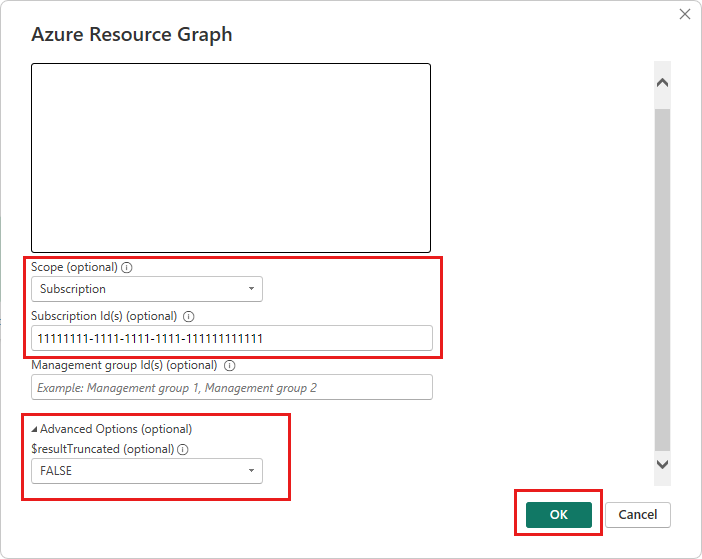 Azure Resource Graph
Scope (optional)
Subscription
Subscription Id(s) (optional)
11111111-1111-1111-1111-111111111111
Management group Id(s) (optional)
Example: Management group 1, Management group 2
Advanced Options (optional)
$resultTruncated (optional)
FALSE
OK Cancel